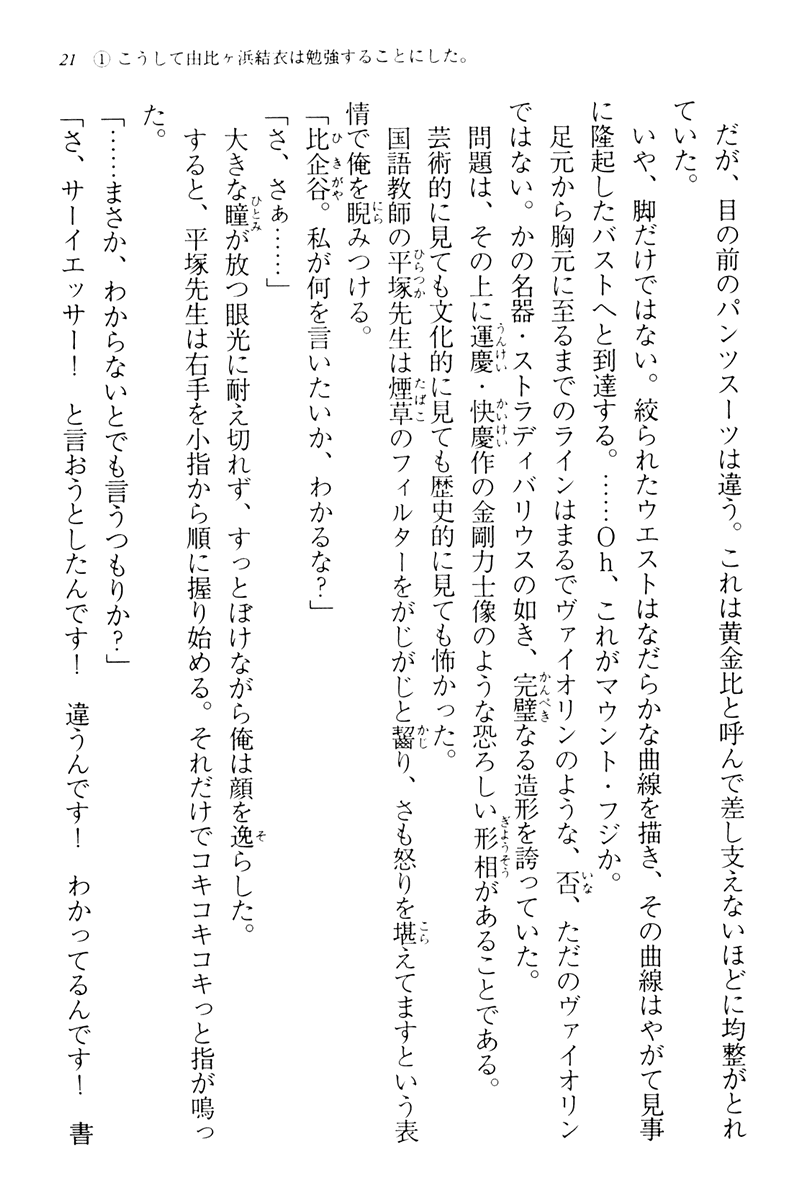 21　①こうして由比ヶ浜結衣は勉強することにした。
　だが、目の前のパンツスーツは違う。これは黄金比と呼んで差し支えないほどに均整がとれ
ていた。
　いや、脚だけではない。絞られたウエストはなだらかな曲線を描き、その曲線はやがて見事
に隆起したバストへと到達する。……Oh、これがマウント・フジか。
　足元から胸元に至るまでのラインはまるでヴァイオリンのような、否、ただのヴァイオリン
ではない。かの名器・ストラディバリウスの如き、完璧なる造形を誇っていた。
　問題は、その上に運慶・快慶作の金剛力士像のような恐ろしい形相があることである。
芸術的に見ても文化的に見ても歴史的に見ても怖かった。
　国語教師の平塚先生は煙草のフィルターをがじがじと齧り、さも怒りを堪えてますという表
情で俺を睨みつける。
「比企谷。私が何を言いたいか、わかるな？」
「さ、さぁ……」
　大きな瞳が放つ眼光に耐え切れず、すっとぼけながら俺は顔を逸らした。
　すると、平塚先生は右手を小指から順に握り始める。それだけでコキコキコキっと指が鳴っ
た。
「……まさか、わからないとでも言うつもりか？」
「さ、サーイエッサー！　と言おうとしたんです！　違うんです！　わかってるんです！　書